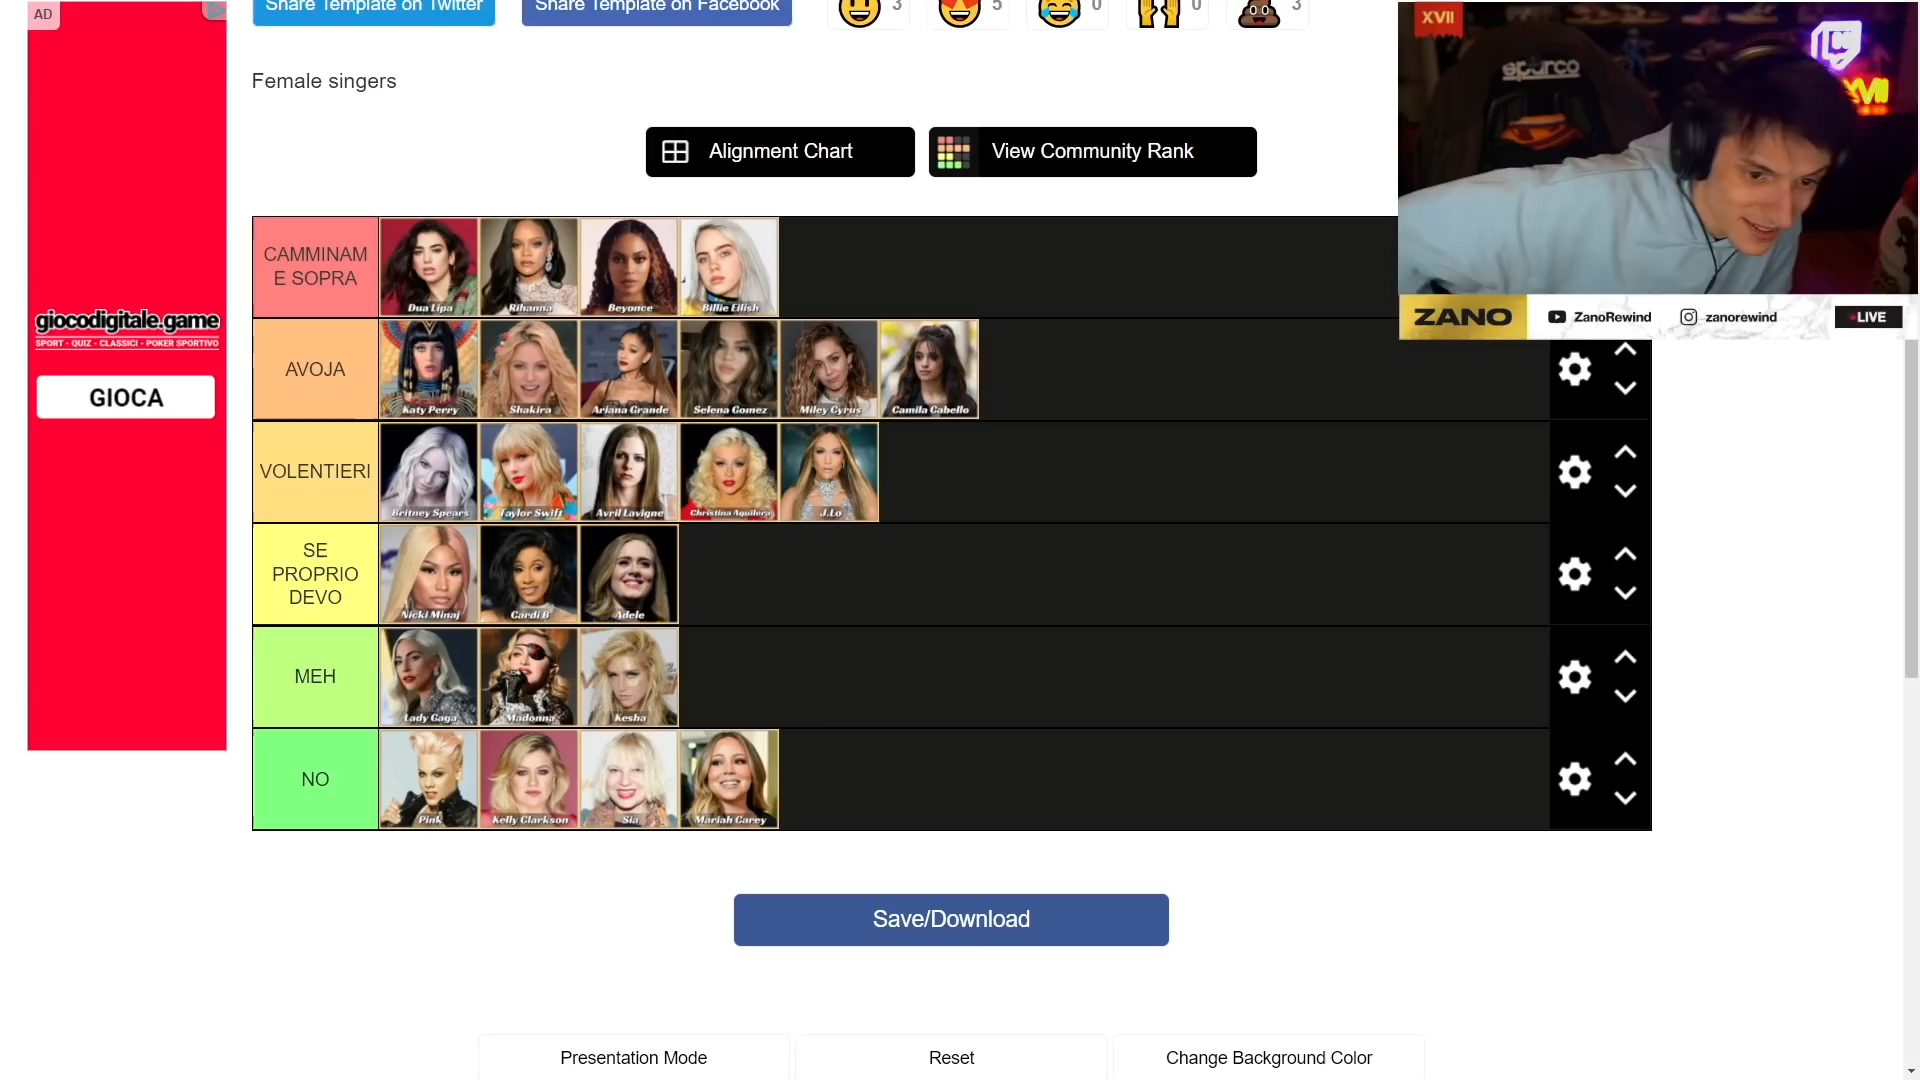 AD
Share Template on Twitter
Share Template on Facebook
3
5
0
0
3
XVII
sparco
XVII
Female singers
Alignment Chart
View Community Rank
ZANO
ZanoRewind
zanorewind
LIVE
giocodigitale.game
SPORT - QUIZ - CLASSICI - POKER SPORTIVO
GIOCA
CAMMINAM
E SOPRA
Dua Lipa
Rihanna
Beyonce
Billie Eilish
AVOJA
Katy Perry
Shakira
Ariana Grande
Selena Gomez
Miley Cyrus
Camila Cabello
VOLENTIERI
Britney Spears
Taylor Swift
Avril Lavigne
Christina Aguilera
J.Lo
SE
PROPRIO
DEVO
Nicki Minaj
Cardi B
Adele
MEH
Lady Gaga
Madonna
Kesha
NO
Pink
Kelly Clarkson
Sia
Mariah Carey
Save/Download
Presentation Mode
Reset
Change Background Color